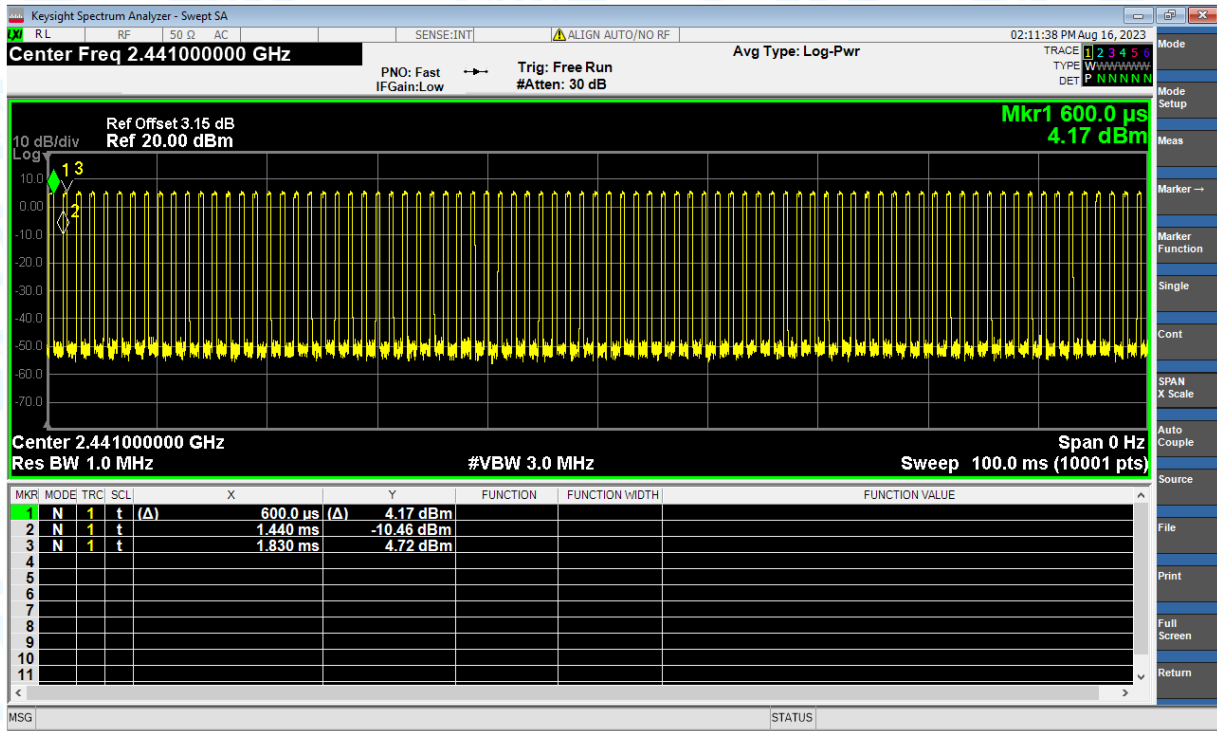 Keysight Spectrum Analyzer - Swept SA
LXI RL RF 50 Ω AC SENSE:INT ALIGN AUTO/NO RF 02:11:38 PM Aug 16, 2023
Center Freq 2.441000000 GHz
PNO: Fast
IFGain:Low
Trig: Free Run
#Atten: 30 dB
Avg Type: Log-Pwr
TRACE 1 2 3 4 5 6
TYPE WWWWWW
DET P N N N N N
Mkr1 600.0 µs
4.17 dBm
Ref Offset 3.15 dB
10 dB/div Ref 20.00 dBm
Log
1 3
2
10.0
0.00
-10.0
-20.0
-30.0
-40.0
-50.0
-60.0
-70.0
Center 2.441000000 GHz Span 0 Hz
Res BW 1.0 MHz #VBW 3.0 MHz Sweep 100.0 ms (10001 pts)
MKR MODE TRC SCL X Y FUNCTION FUNCTION WIDTH FUNCTION VALUE
1 N 1 t (Δ) 600.0 µs (Δ) 4.17 dBm
2 N 1 t 1.440 ms -10.46 dBm
3 N 1 t 1.830 ms 4.72 dBm
4
5
6
7
8
9
10
11
MSG STATUS
Mode
Mode
Setup
Meas
Marker→
Marker
Function
Single
Cont
SPAN
X Scale
Auto
Couple
Source
File
Print
Full
Screen
Return